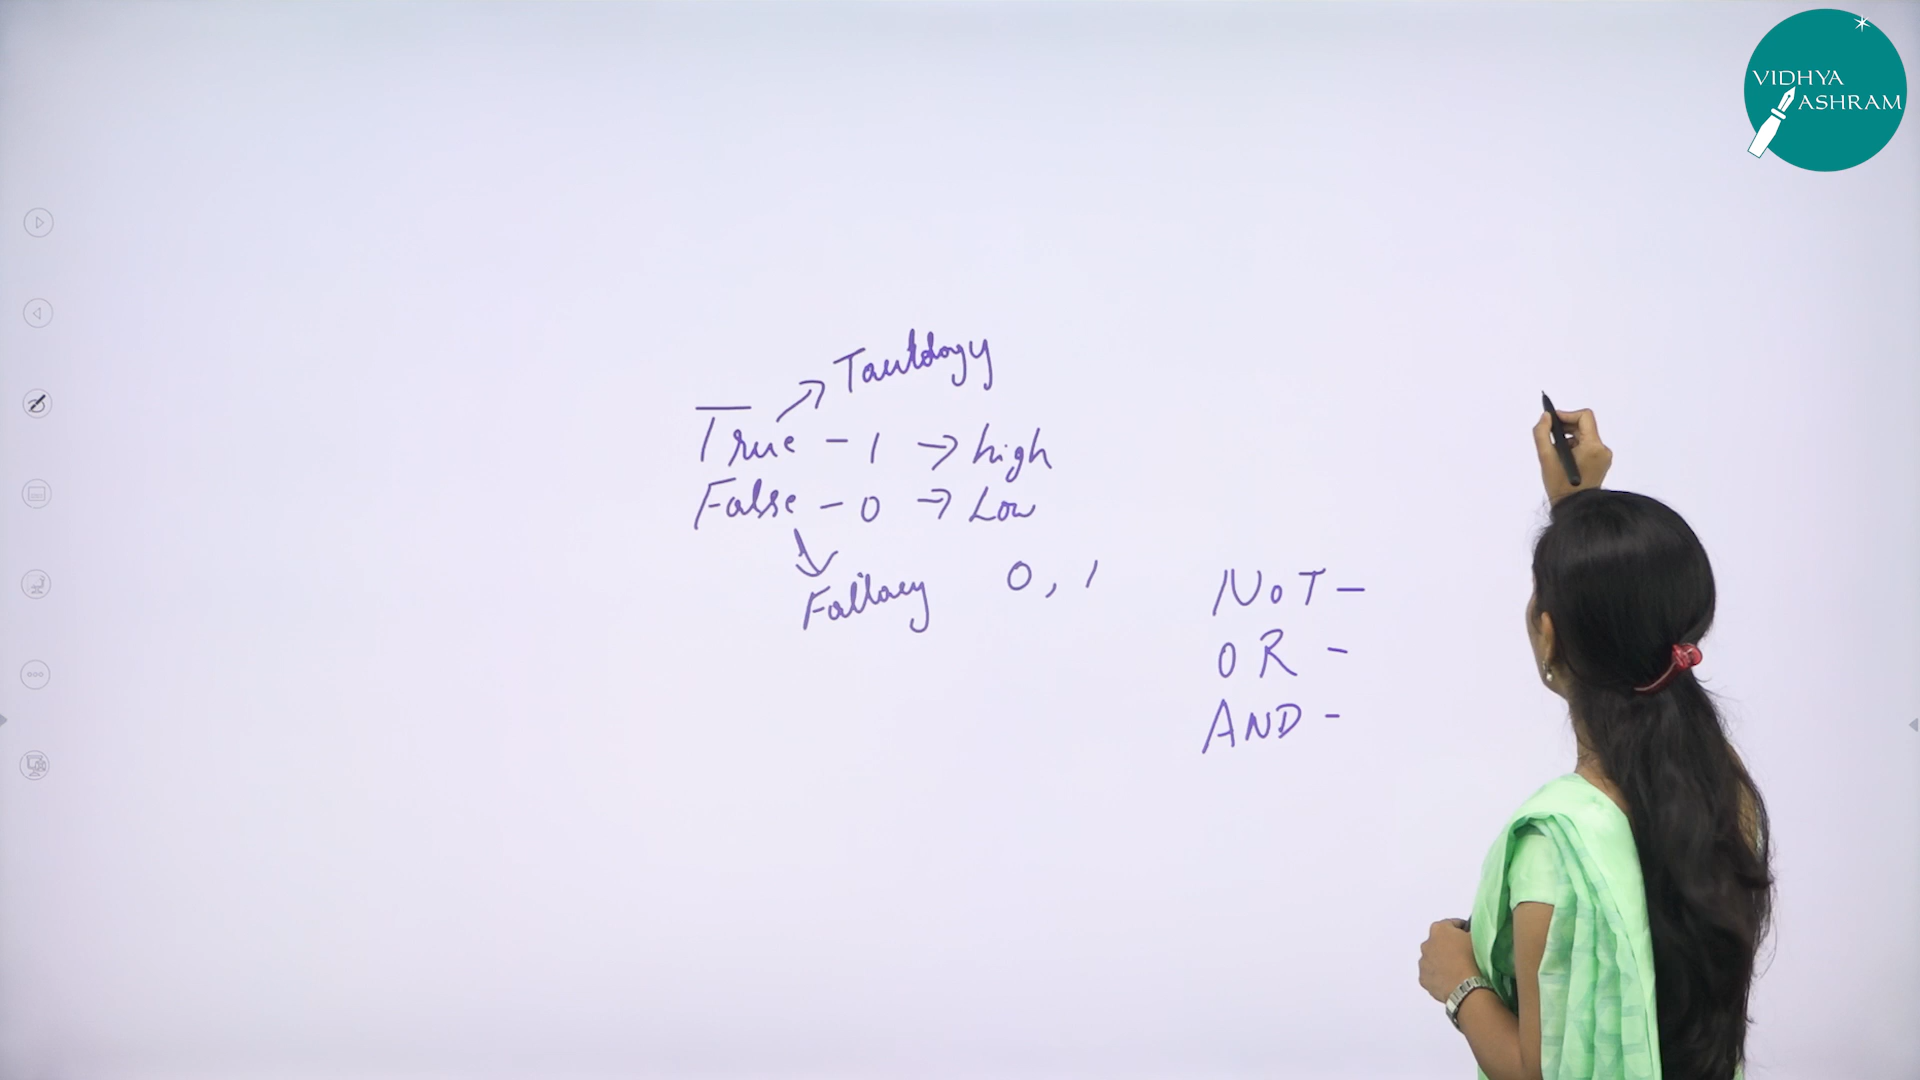 VIDHYA
ASHRAM
Tautology
True - 1 → high
False - 0 → Low
Fallacy 0, 1
NOT -
OR -
AND -